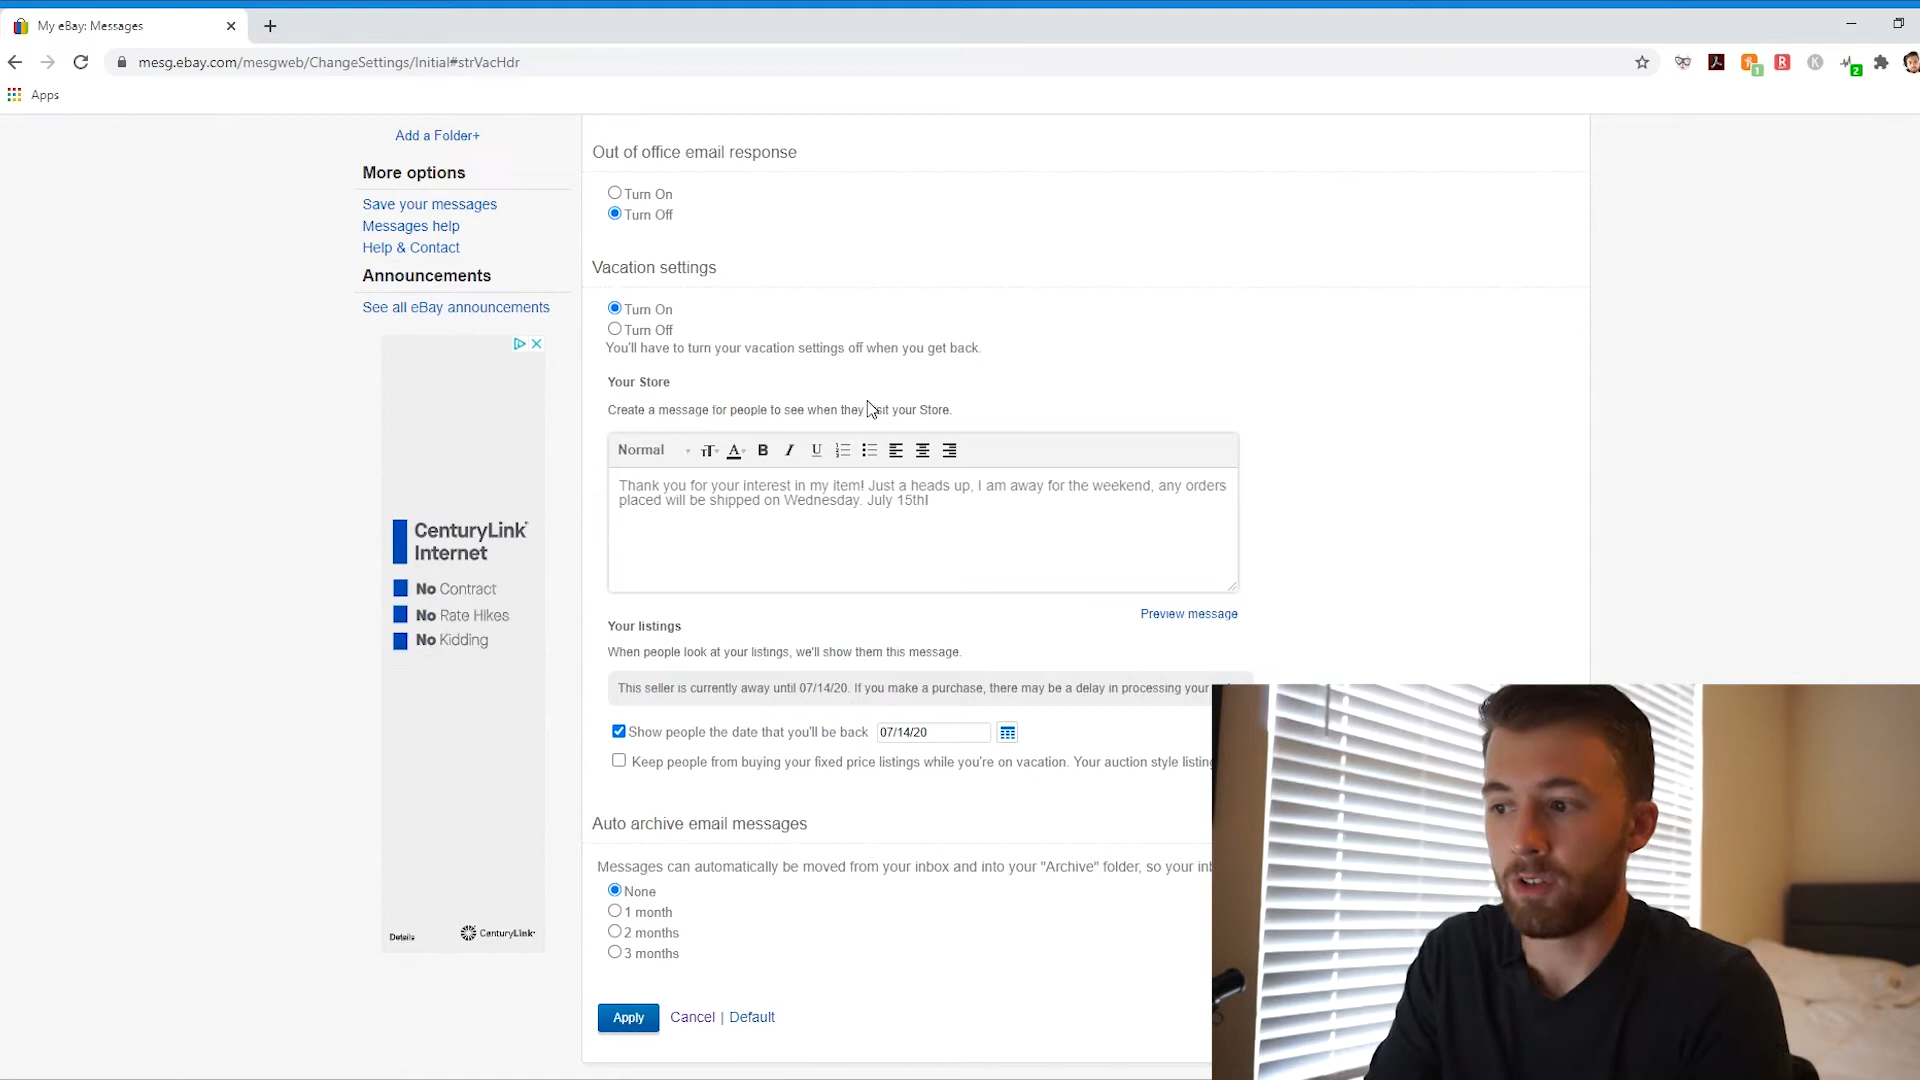 My eBay: Messages
mesg.ebay.com/mesgweb/ChangeSettings/Initial#strVacHdr
1
R
K
2
Apps
Add a Folder+
More options
Save your messages
Messages help
Help & Contact
Announcements
See all eBay announcements
CenturyLink
Internet
No Contract
No Rate Hikes
No Kidding
Details
CenturyLink
Out of office email response
Turn On
Turn Off
Vacation settings
Turn On
Turn Off
You'll have to turn your vacation settings off when you get back.
Your Store
Create a message for people to see when they visit your Store.
Normal
Thank you for your interest in my item! Just a heads up, I am away for the weekend, any orders
placed will be shipped on Wednesday. July 15th!
Preview message
Your listings
When people look at your listings, we'll show them this message.
This seller is currently away until 07/14/20. If you make a purchase, there may be a delay in processing your
Show people the date that you'll be back 07/14/20
Keep people from buying your fixed price listings while you're on vacation. Your auction style listing
Auto archive email messages
Messages can automatically be moved from your inbox and into your "Archive" folder, so your
None
1 month
2 months
3 months
Apply Cancel | Default